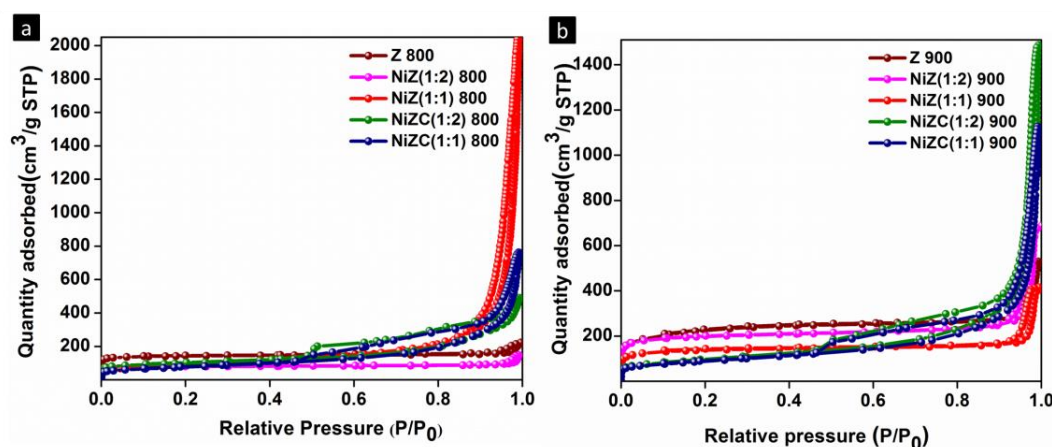 a
Quantity adsorbed(cm³/g STP)
2000
1800
1600
1400
1200
1000
800
600
400
200
0.0 0.2 0.4 0.6 0.8 1.0
Relative Pressure (P/P₀)
Z 800
NiZ(1:2) 800
NiZ(1:1) 800
NiZC(1:2) 800
NiZC(1:1) 800
b
Quantity adsorbed(cm³/g STP)
1400
1200
1000
800
600
400
200
0.0 0.2 0.4 0.6 0.8 1.0
Relative pressure (P/P₀)
Z 900
NiZ(1:2) 900
NiZ(1:1) 900
NiZC(1:2) 900
NiZC(1:1) 900